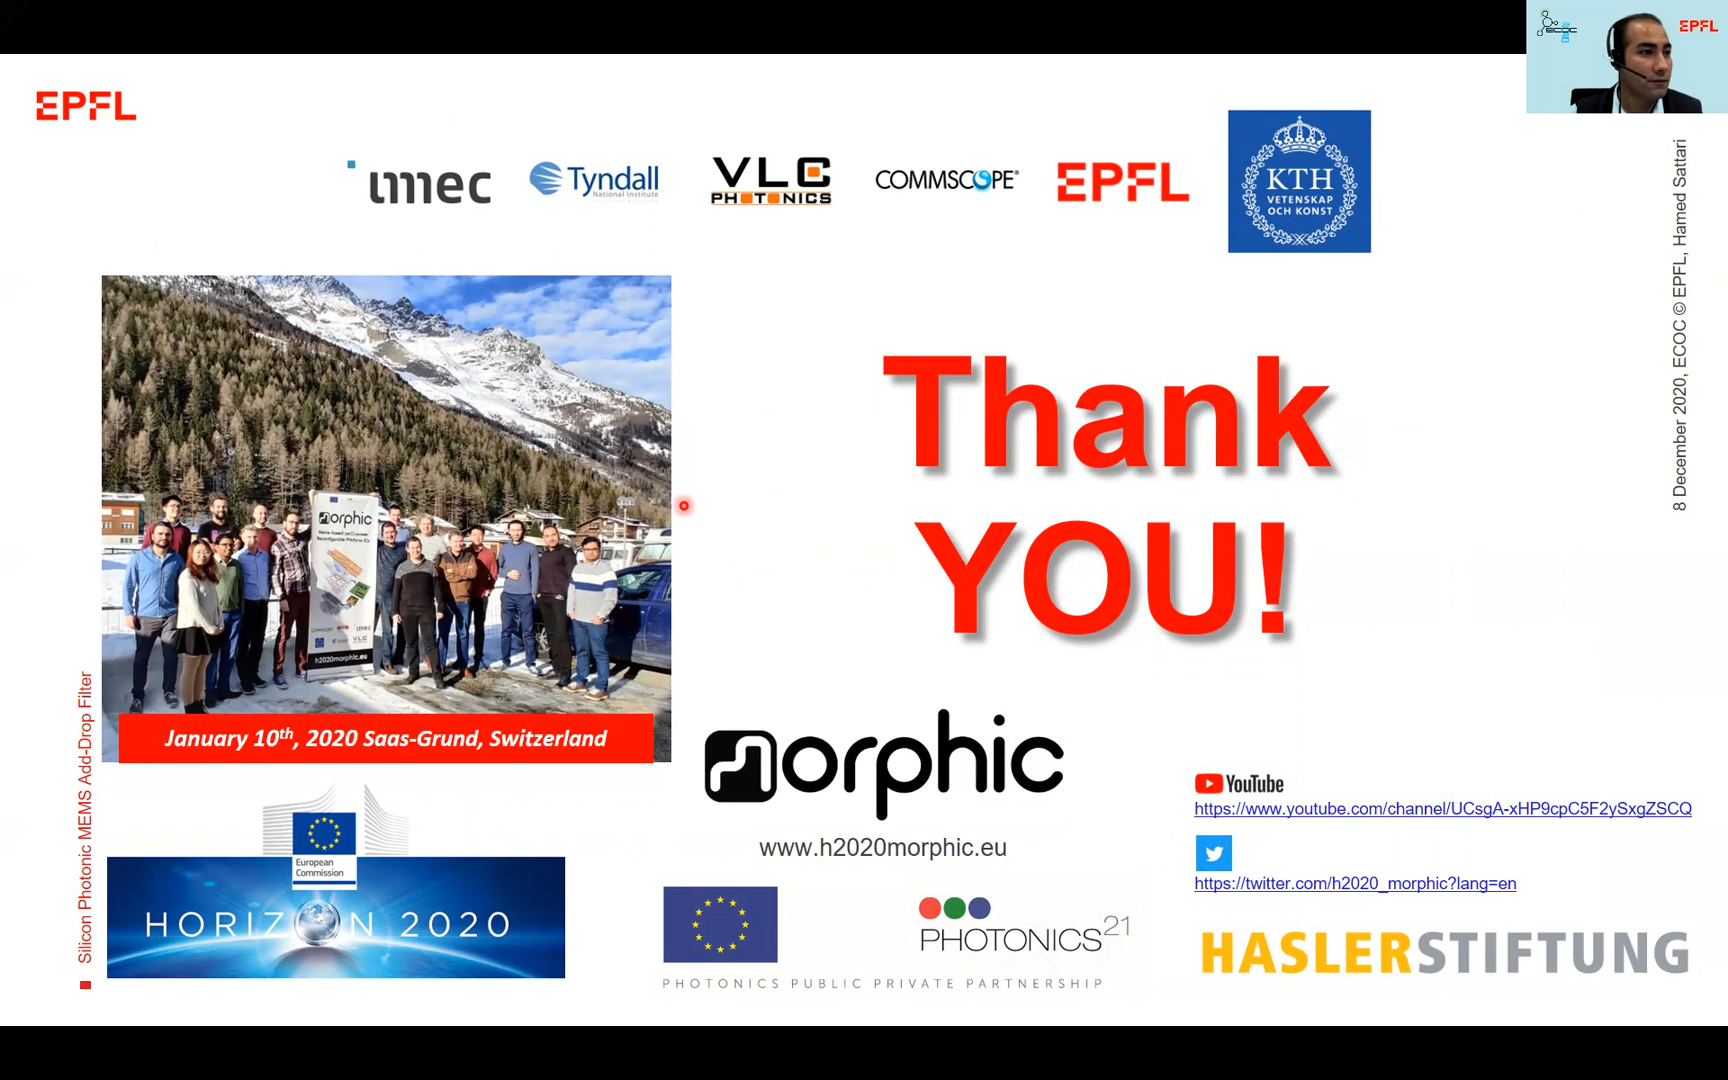 ECOC
EPFL
EPFL
imec
Tyndall
National Institute
VLC
PHOTONICS
COMMSCOPE®
EPFL
KTH
VETENSKAP
OCH KONST
8 December 2020, ECOC © EPFL, Hamed Sattari
Thank
YOU!
morphic
h2020morphic.eu
January 10th, 2020 Saas-Grund, Switzerland
Silicon Photonic MEMS Add-Drop Filter
morphic
www.h2020morphic.eu
YouTube
https://www.youtube.com/channel/UCsgA-xHP9cpC5F2ySxgZSCQ
https://twitter.com/h2020_morphic?lang=en
European
Commission
HORIZON 2020
PHOTONICS21
PHOTONICS PUBLIC PRIVATE PARTNERSHIP
HASLERSTIFTUNG